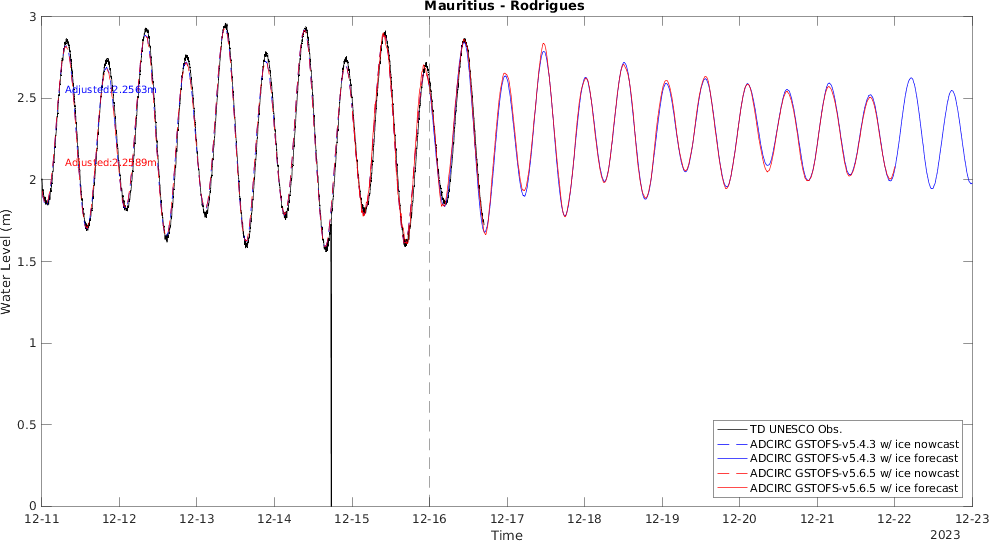 Mauritius - Rodrigues
3
2.5
2
1.5
1
0.5
0
Water Level (m)
Adjusted:2.2563m
Adjusted:2.2589m
TD UNESCO Obs.
ADCIRC GSTOFS-v5.4.3 w/ ice nowcast
ADCIRC GSTOFS-v5.4.3 w/ ice forecast
ADCIRC GSTOFS-v5.6.5 w/ ice nowcast
ADCIRC GSTOFS-v5.6.5 w/ ice forecast
12-11 12-12 12-13 12-14 12-15 12-16 12-17 12-18 12-19 12-20 12-21 12-22 12-23
Time
2023